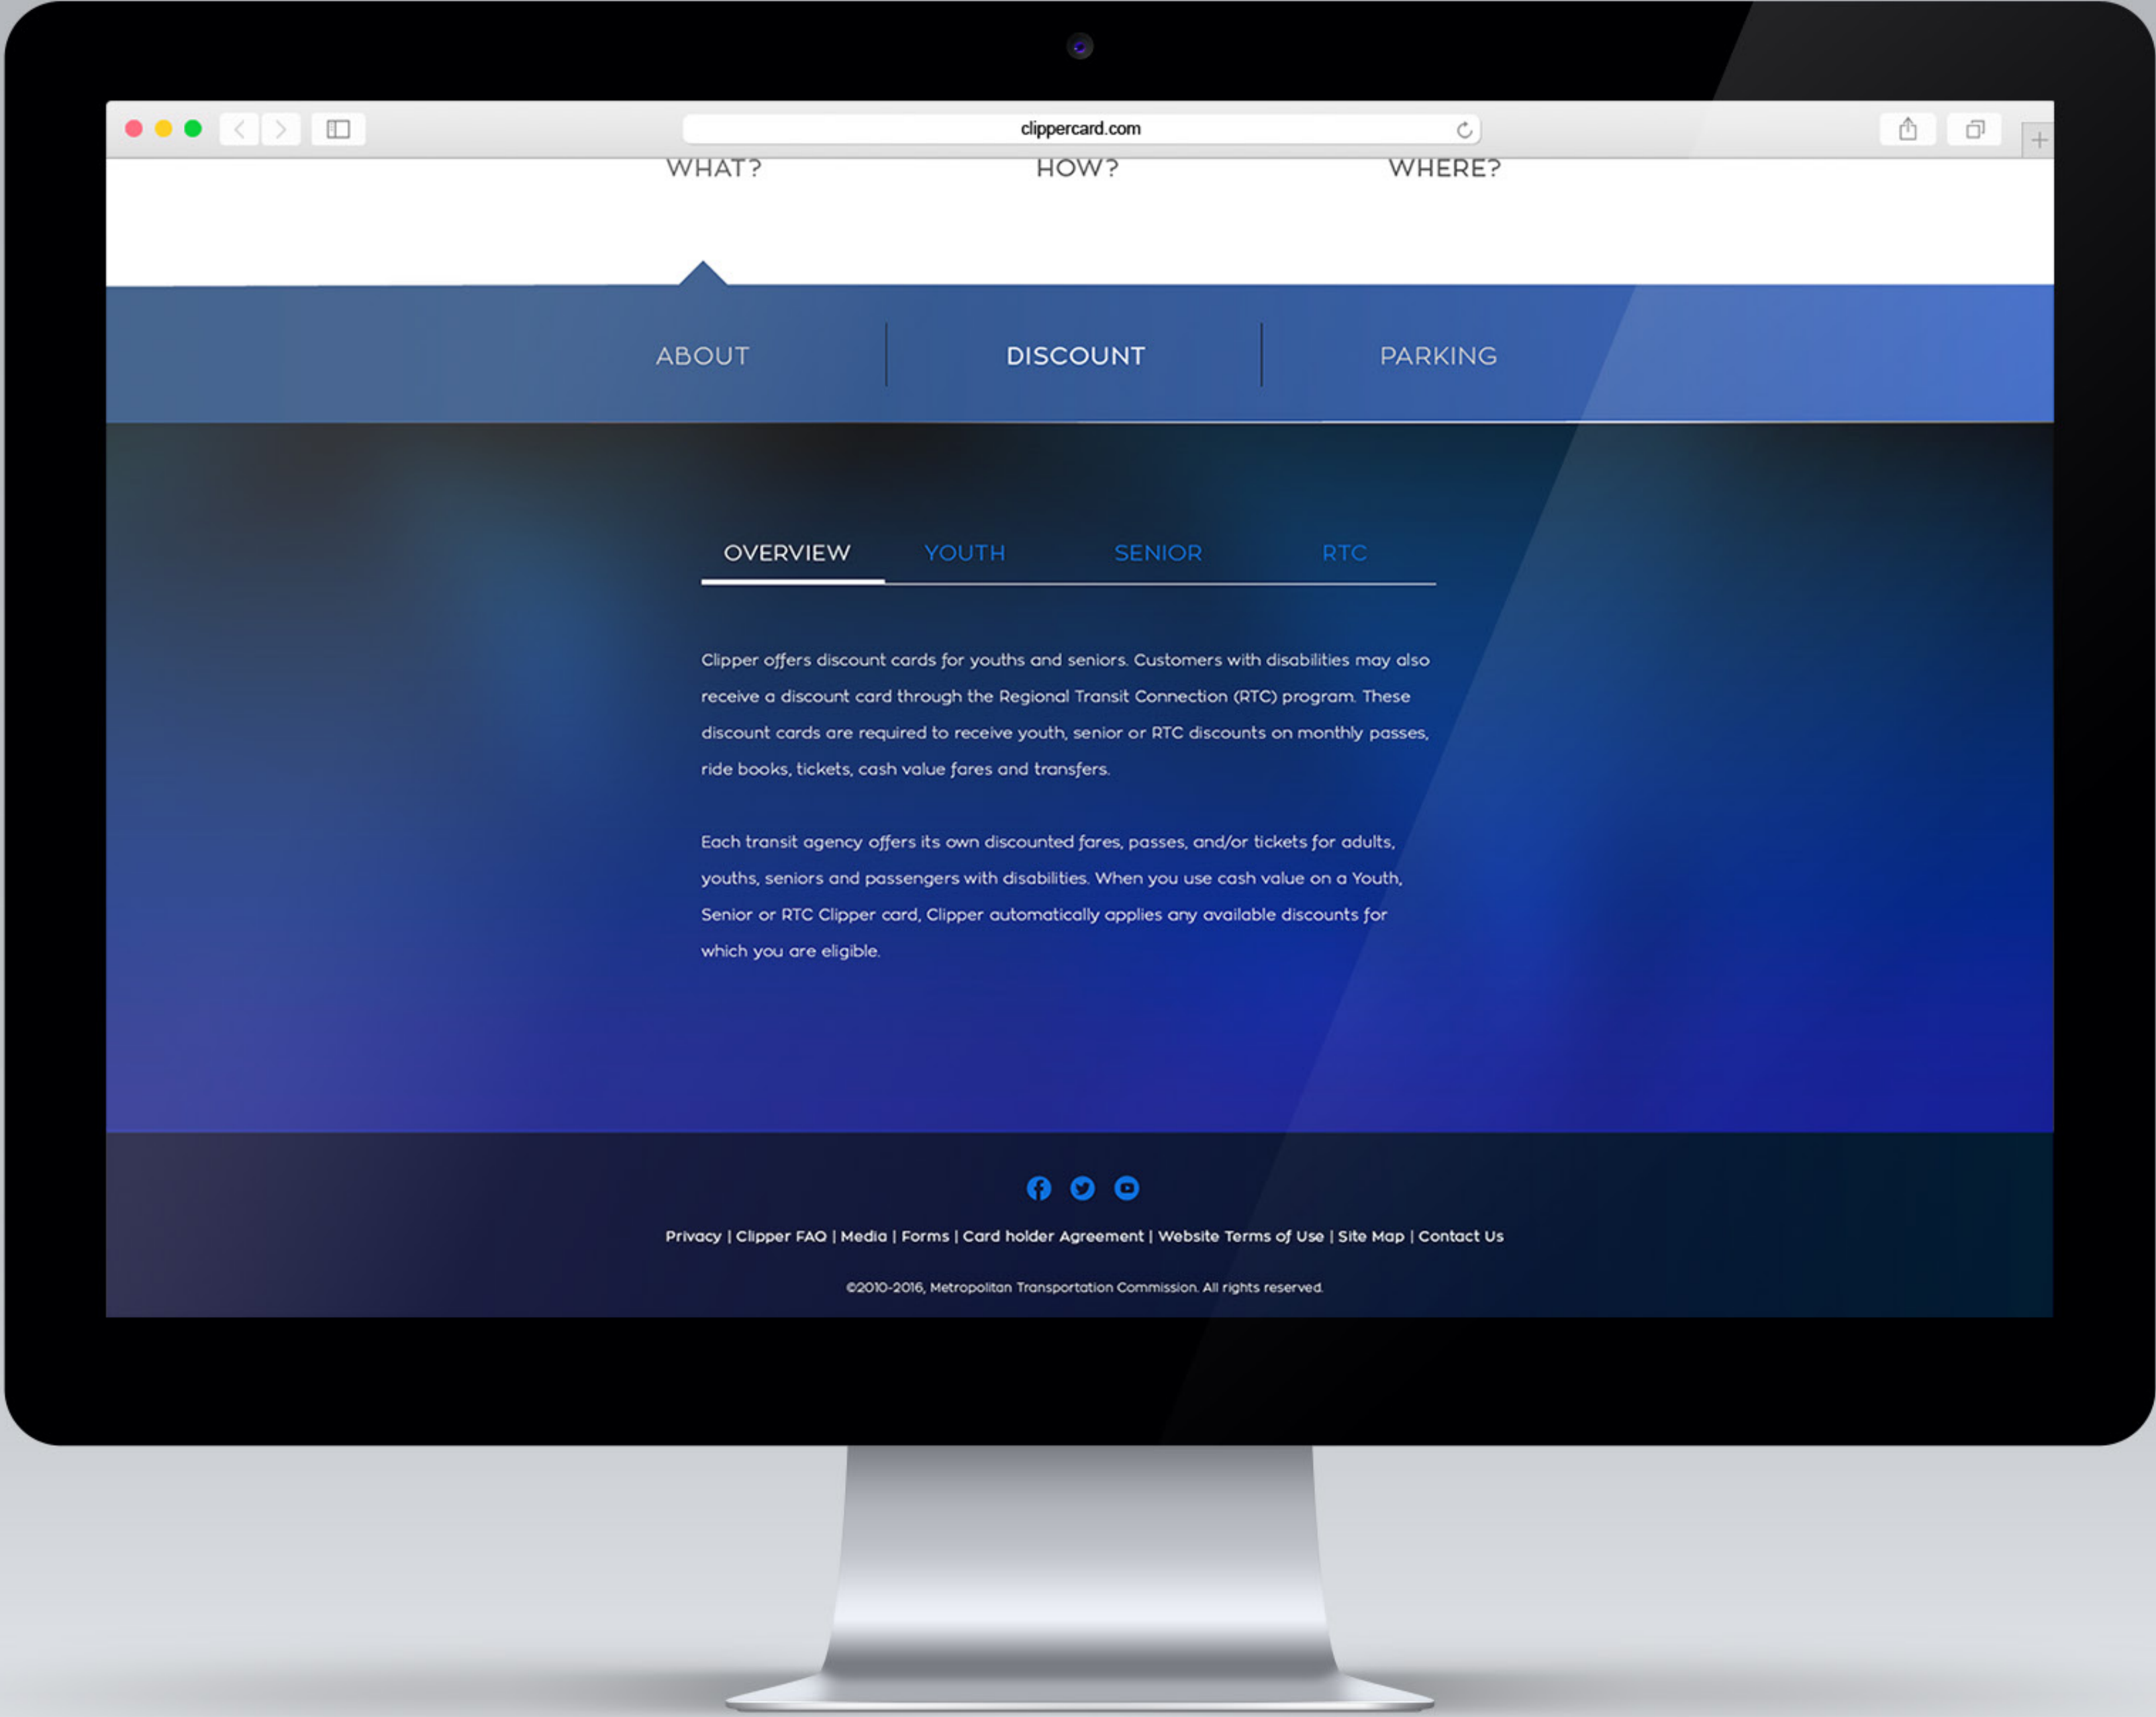 clippercard.com
WHAT? HOW? WHERE?
ABOUT DISCOUNT PARKING
OVERVIEW YOUTH SENIOR RTC
Clipper offers discount cards for youths and seniors. Customers with disabilities may also
receive a discount card through the Regional Transit Connection (RTC) program. These
discount cards are required to receive youth, senior or RTC discounts on monthly passes,
ride books, tickets, cash value fares and transfers.
Each transit agency offers its own discounted fares, passes, and/or tickets for adults,
youths, seniors and passengers with disabilities. When you use cash value on a Youth,
Senior or RTC Clipper card, Clipper automatically applies any available discounts for
which you are eligible.
Privacy | Clipper FAQ | Media | Forms | Card holder Agreement | Website Terms of Use | Site Map | Contact Us
©2010-2016, Metropolitan Transportation Commission. All rights reserved.